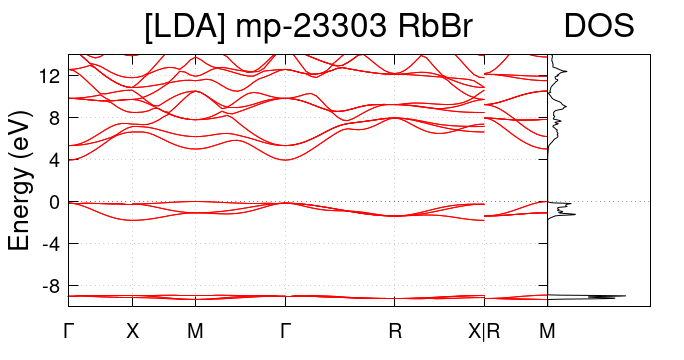 [LDA] mp-23303 RbBr DOS
Energy (eV)
12
8
4
0
-4
-8
Γ X M Γ R X|R M